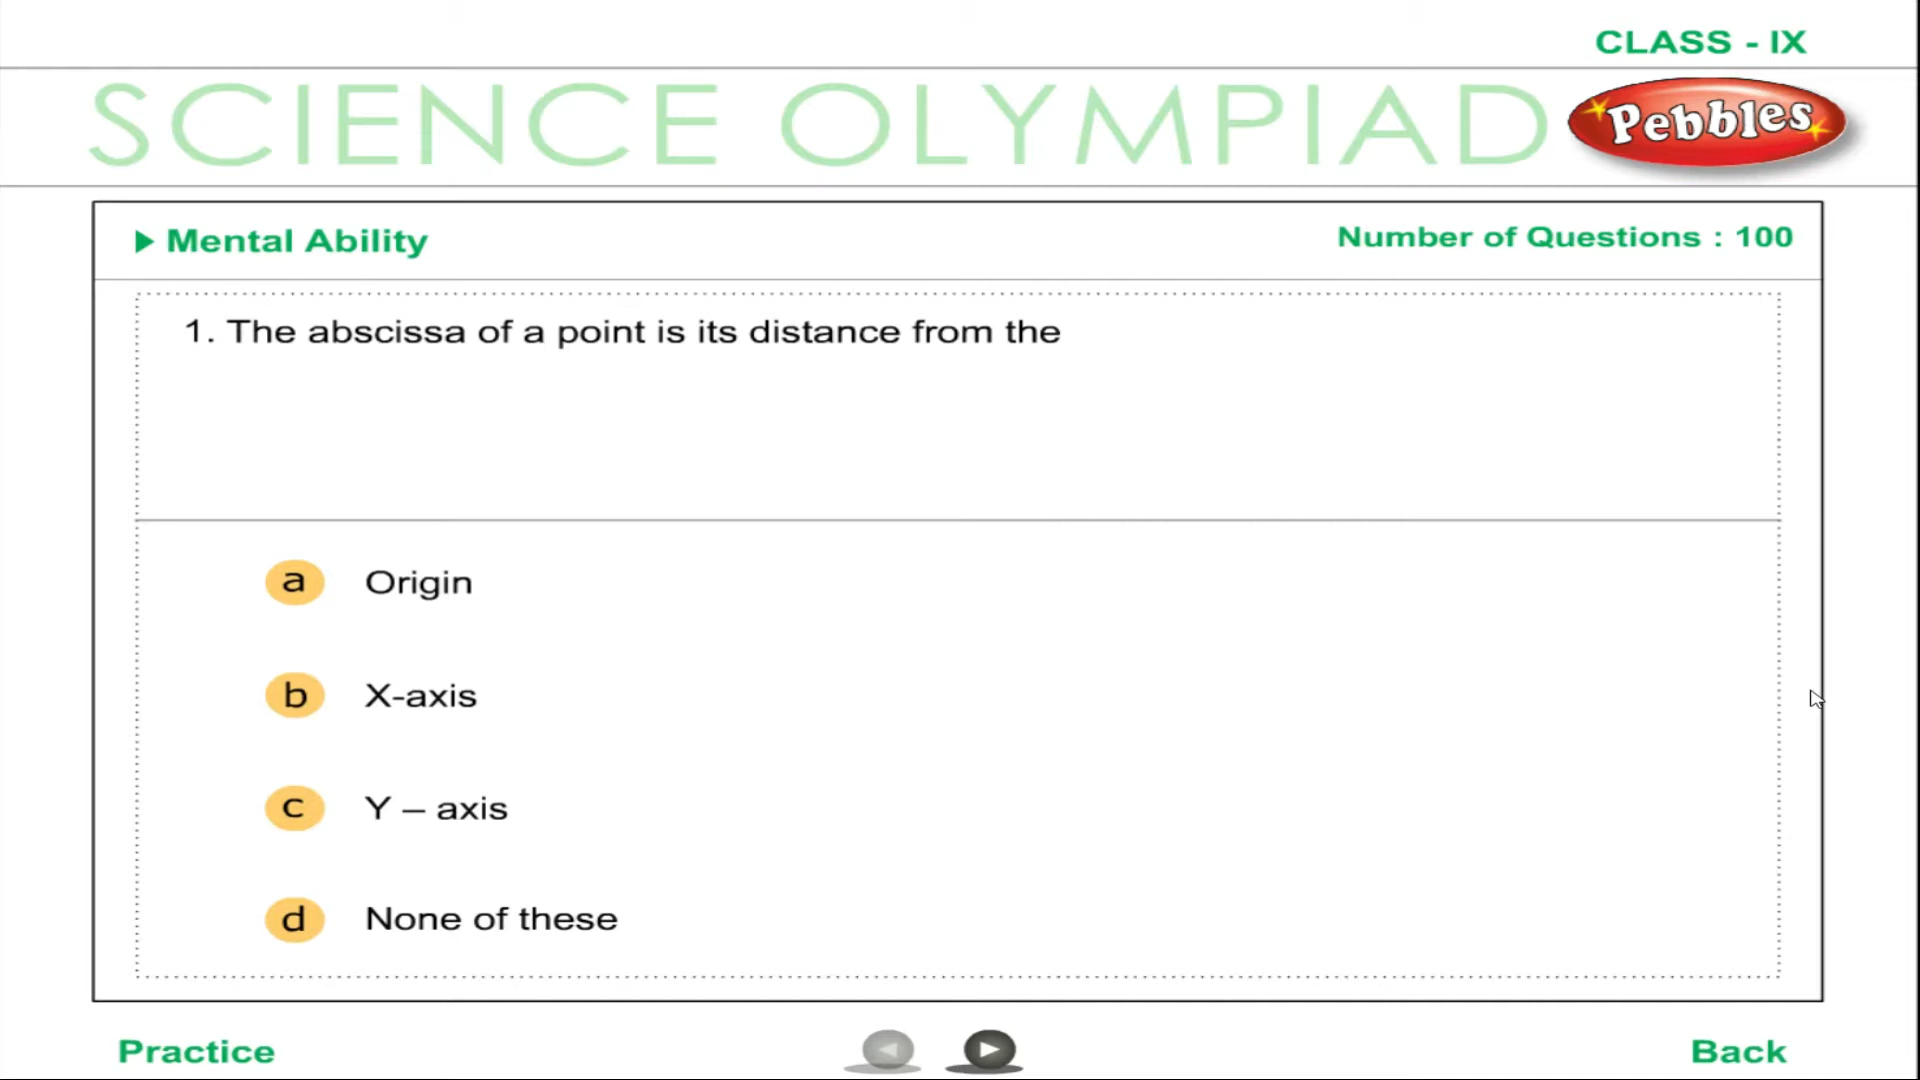 CLASS - IX
SCIENCE OLYMPIAD
Pebbles
Mental Ability
Number of Questions : 100
1. The abscissa of a point is its distance from the
a Origin
b X-axis
c Y – axis
d None of these
Practice
Back